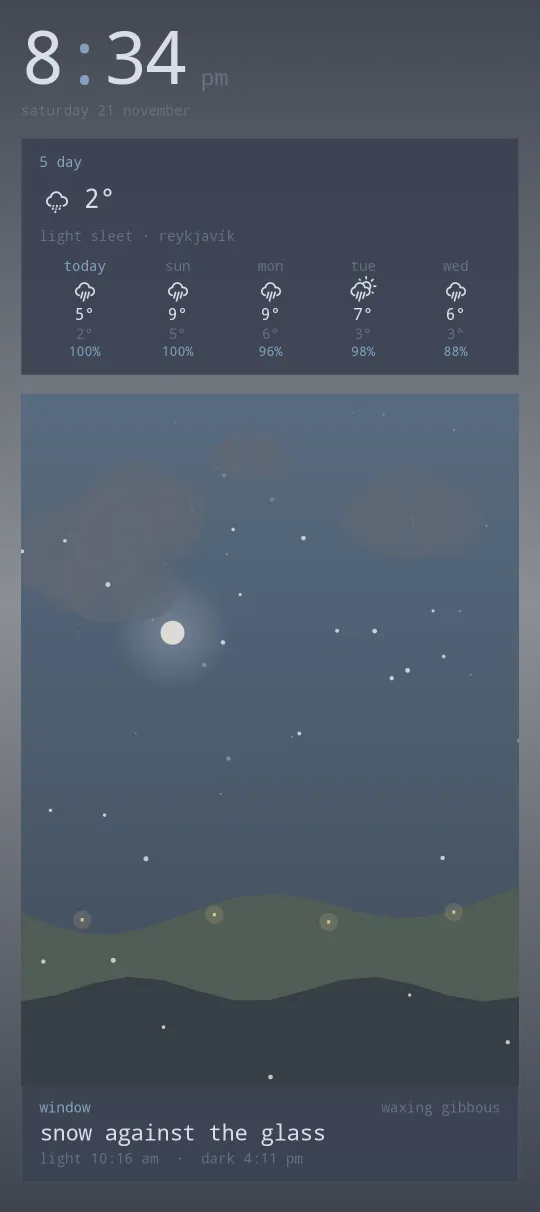 8:34 pm
saturday 21 november
5 day
2°
light sleet · reykjavík
today sun mon tue wed
5° 9° 9° 7° 6°
2° 5° 6° 3° 3°
100% 100% 96% 98% 88%
window waxing gibbous
snow against the glass
light 10:16 am · dark 4:11 pm